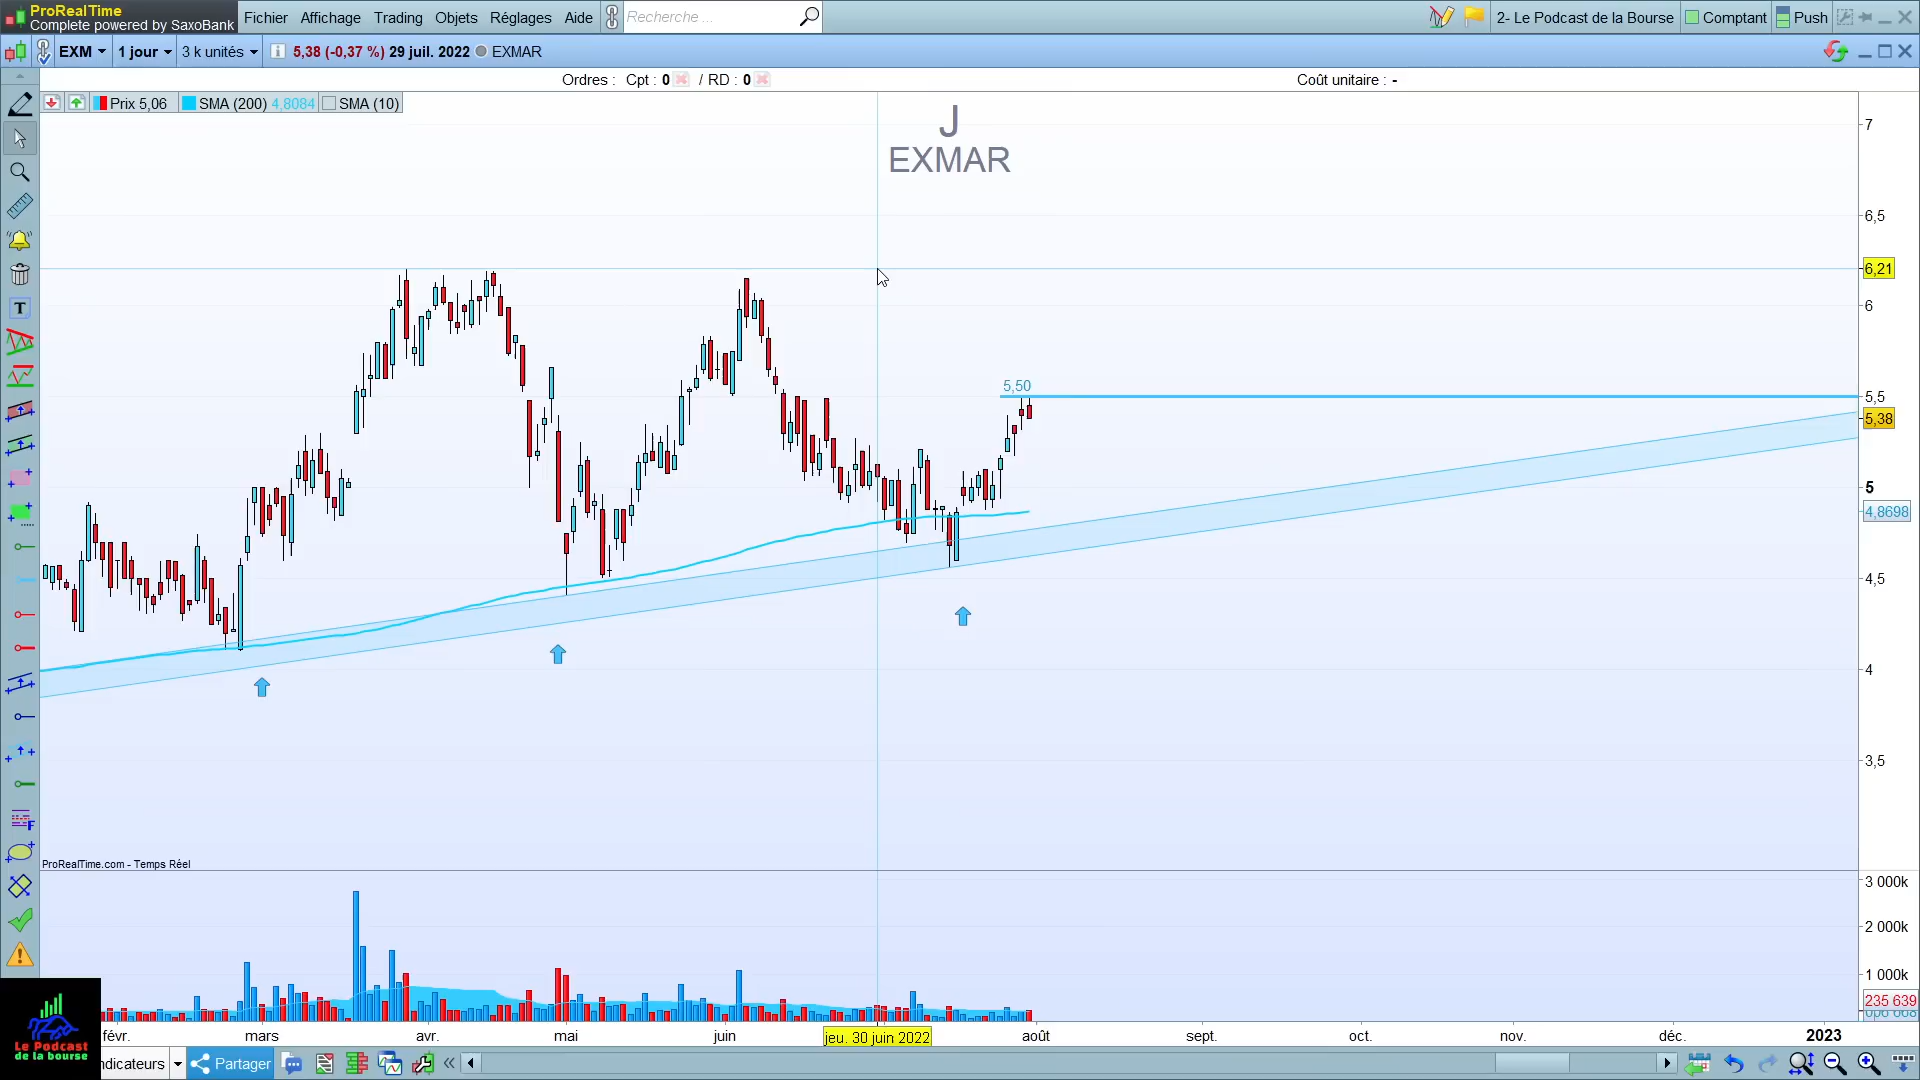 ProRealTime
Complete powered by SaxoBank
Fichier Affichage Trading Objets Réglages Aide Recherche ... 2- Le Podcast de la Bourse Comptant Push
EXM 1 jour 3 k unités 5,38 (-0,37 %) 29 juil. 2022 EXMAR
Ordres : Cpt : 0 / RD : 0 Coût unitaire : -
Prix 5,06 SMA (200) 4,8084 SMA (10)
J
EXMAR
7
6,5
6,21
6
5,50
5,5
5,38
5
4,8698
4,5
4
3,5
T
F
ProRealTime.com - Temps Réel
3 000k
2 000k
1 000k
235 639
févr. mars avr. mai juin jeu. 30 juin 2022 août sept. oct. nov. déc. 2023
Le Podcast
de la bourse
ndicateurs Partager